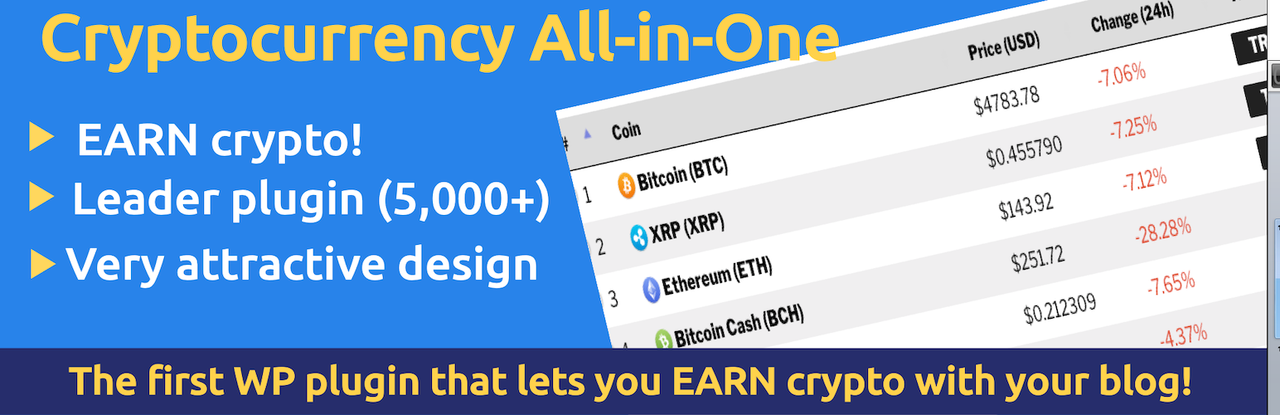 Cryptocurrency All-in-One
EARN crypto!
Leader plugin (5,000+)
Very attractive design
# Coin Price (USD) Change (24h)
1 Bitcoin (BTC) $4783.78 -7.06%
2 XRP (XRP) $0.455790 -7.25%
3 Ethereum (ETH) $143.92 -7.12%
Bitcoin Cash (BCH) $251.72 -28.28%
$0.212309 -7.65%
-4.37%
The first WP plugin that lets you EARN crypto with your blog!